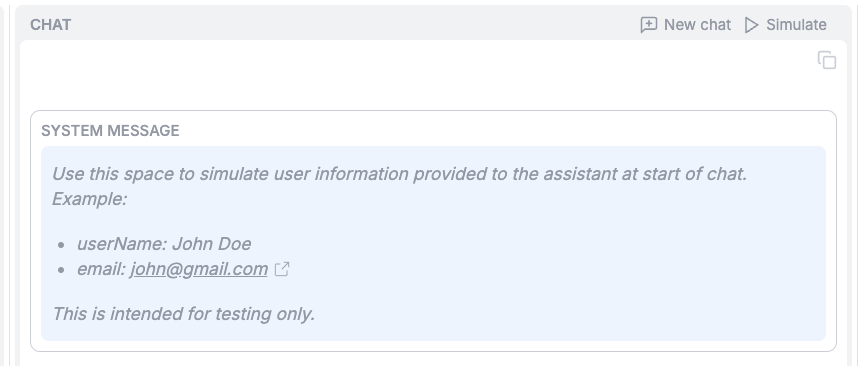 CHAT
New chat
Simulate
SYSTEM MESSAGE
Use this space to simulate user information provided to the assistant at start of chat.
Example:
• userName: John Doe
• email: john@gmail.com
This is intended for testing only.